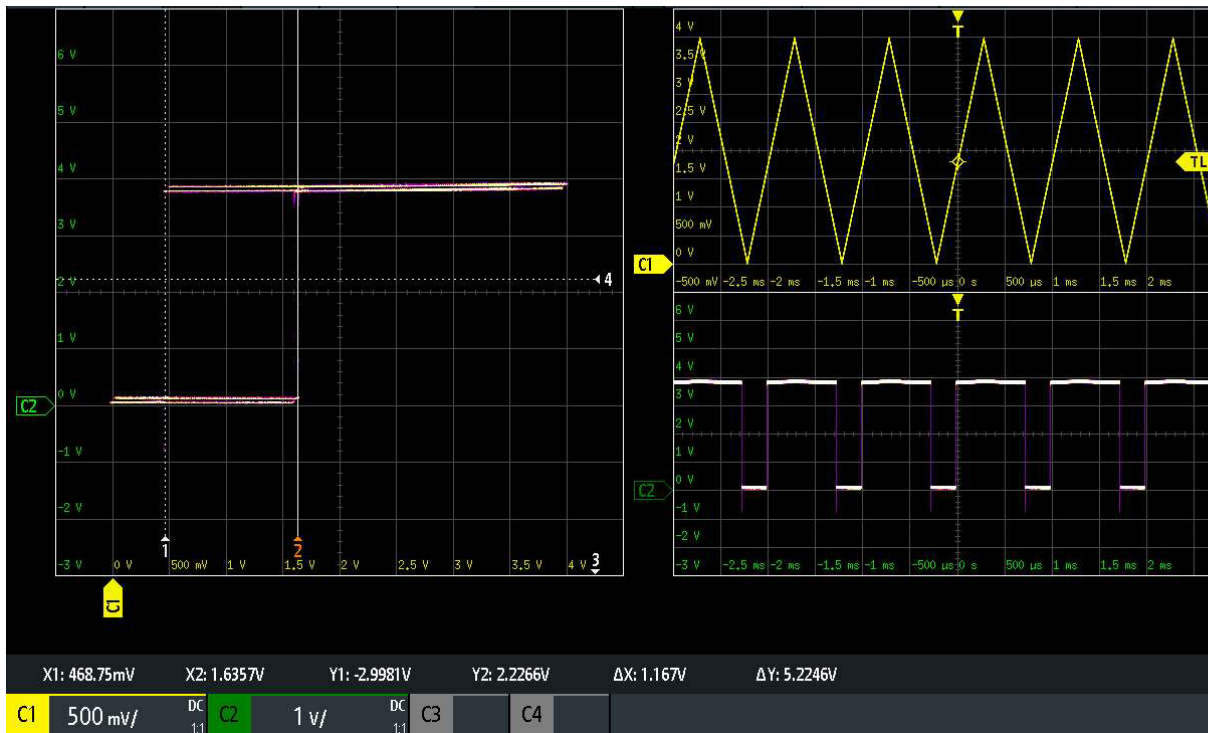 6 V
5 V
4 V
3 V
2 V
1 V
0 V
-1 V
-2 V
-3 V
C2
4
1
2
3
0 V 500 mV 1 V 1.5 V 2 V 2.5 V 3 V 3.5 V 4 V
C1
T
4 V
3.5 V
3 V
2.5 V
2 V
1.5 V
1 V
500 mV
0 V
-500 mV -2.5 ms -2 ms -1.5 ms -1 ms -500 µs 0 s 500 µs 1 ms 1.5 ms 2 ms
C1
TL
T
6 V
5 V
4 V
3 V
2 V
1 V
0 V
-1 V
-2 V
-3 V -2.5 ms -2 ms -1.5 ms -1 ms -500 µs 0 s 500 µs 1 ms 1.5 ms 2 ms
C2
X1: 468.75mV X2: 1.6357V Y1: -2.9981V Y2: 2.2266V ΔX: 1.167V ΔY: 5.2246V
C1 500 mV/ DC 1:1 C2 1 V/ DC 1:1 C3 C4